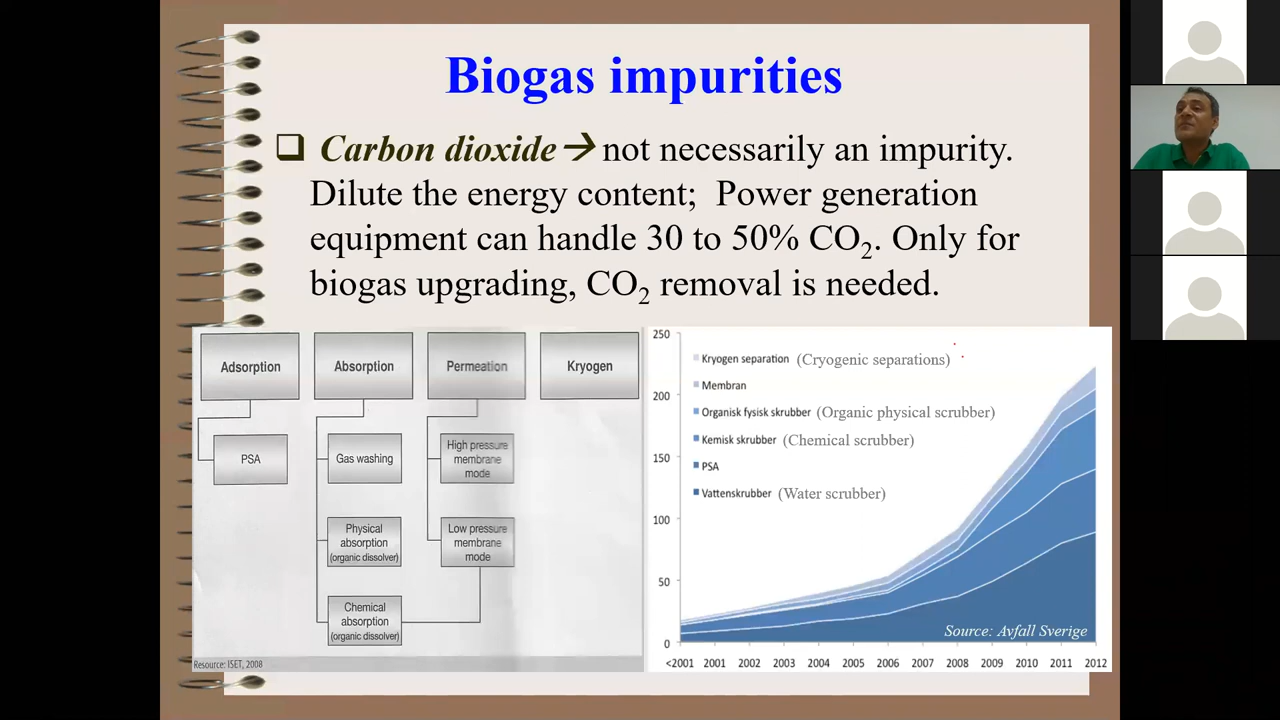 Biogas impurities
❑ Carbon dioxide→ not necessarily an impurity.
Dilute the energy content; Power generation
equipment can handle 30 to 50% CO₂. Only for
biogas upgrading, CO₂ removal is needed.
Adsorption
Absorption
Permeation
Kryogen
PSA
Gas washing
High pressure
membrane
mode
Physical
absorption
(organic dissolver)
Low pressure
membrane
mode
Chemical
absorption
(organic dissolver)
Resource: ISET, 2008
250
200
150
100
50
0
Kryogen separation (Cryogenic separations)
Membran
Organisk fysisk skrubber (Organic physical scrubber)
Kemisk skrubber (Chemical scrubber)
PSA
Vattenskrubber (Water scrubber)
Source: Avfall Sverige
<2001 2001 2002 2003 2004 2005 2006 2007 2008 2009 2010 2011 2012